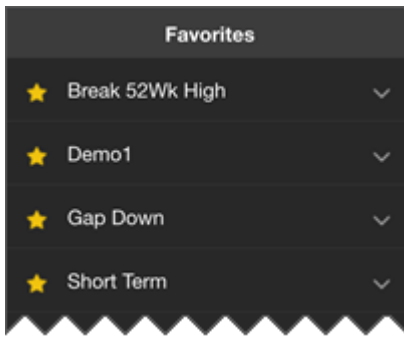 Favorites
Break 52Wk High
Demo1
Gap Down
Short Term